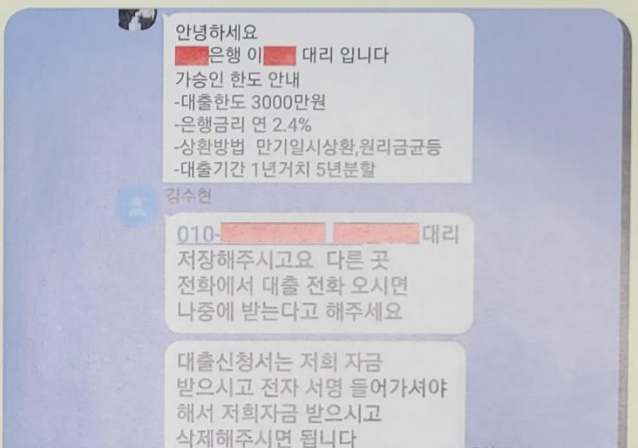 안녕하세요
은행 이 대리 입니다
가승인 한도 안내
-대출한도 3000만원
-은행금리 연 2.4%
-상환방법 만기일시상환,원리금균등
-대출기간 1년거치 5년분할
김수현
010- 대리
저장해주시고요 다른 곳
전화에서 대출 전화 오시면
나중에 받는다고 해주세요
대출신청서는 저희 자금
받으시고 전자 서명 들어가셔야
해서 저희자금 받으시고
삭제해주시면 됩니다